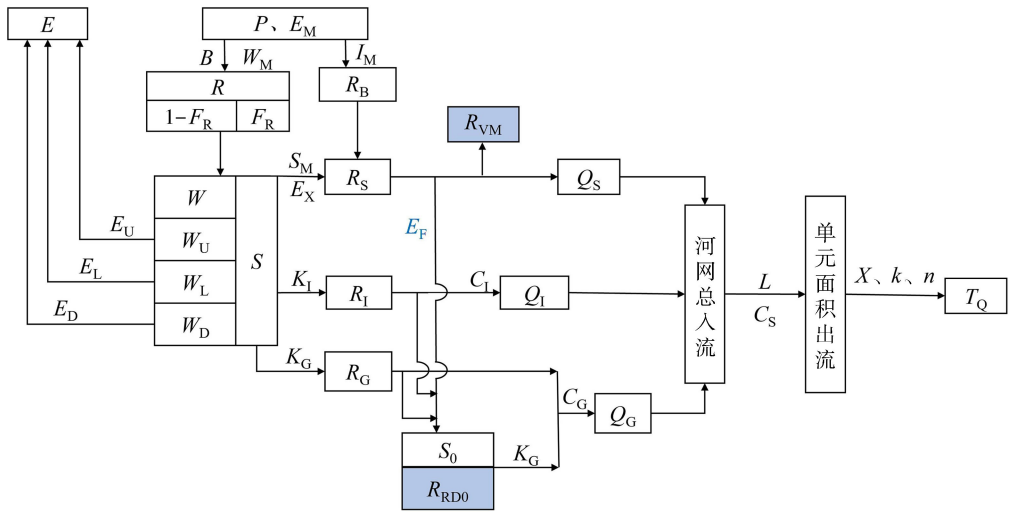 E
P、E_M
B
W_M
I_M
R
R_B
1-F_R
F_R
R_VM
S_M
E_X
R_S
Q_S
W
E_U
W_U
E_F
S
E_L
W_L
K_I
R_I
C_I
Q_I
E_D
W_D
K_G
R_G
C_G
Q_G
河网总入流
L
C_S
单元面积出流
X、k、n
T_Q
S_0
K_G
R_RD0